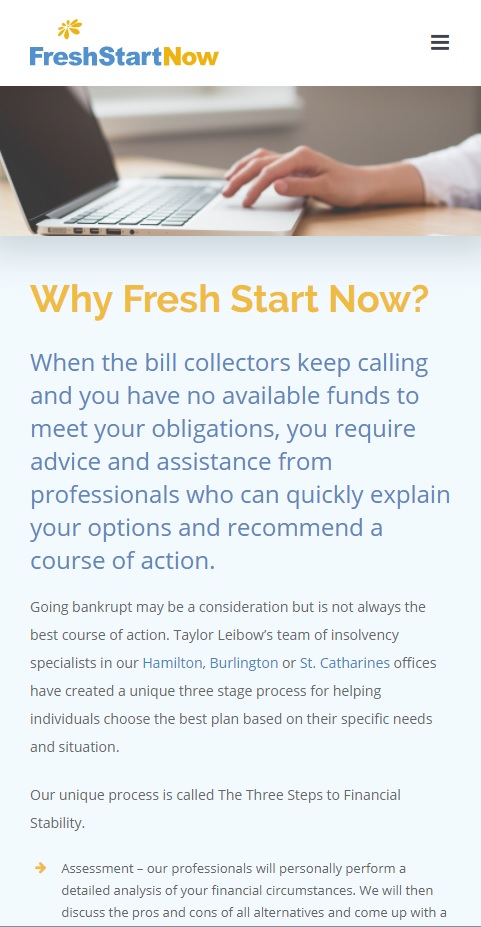 FreshStartNow
Why Fresh Start Now?
When the bill collectors keep calling
and you have no available funds to
meet your obligations, you require
advice and assistance from
professionals who can quickly explain
your options and recommend a
course of action.
Going bankrupt may be a consideration but is not always the
best course of action. Taylor Leibow’s team of insolvency
specialists in our Hamilton, Burlington or St. Catharines offices
have created a unique three stage process for helping
individuals choose the best plan based on their specific needs
and situation.
Our unique process is called The Three Steps to Financial
Stability.
Assessment – our professionals will personally perform a
detailed analysis of your financial circumstances. We will then
discuss the pros and cons of all alternatives and come up with a